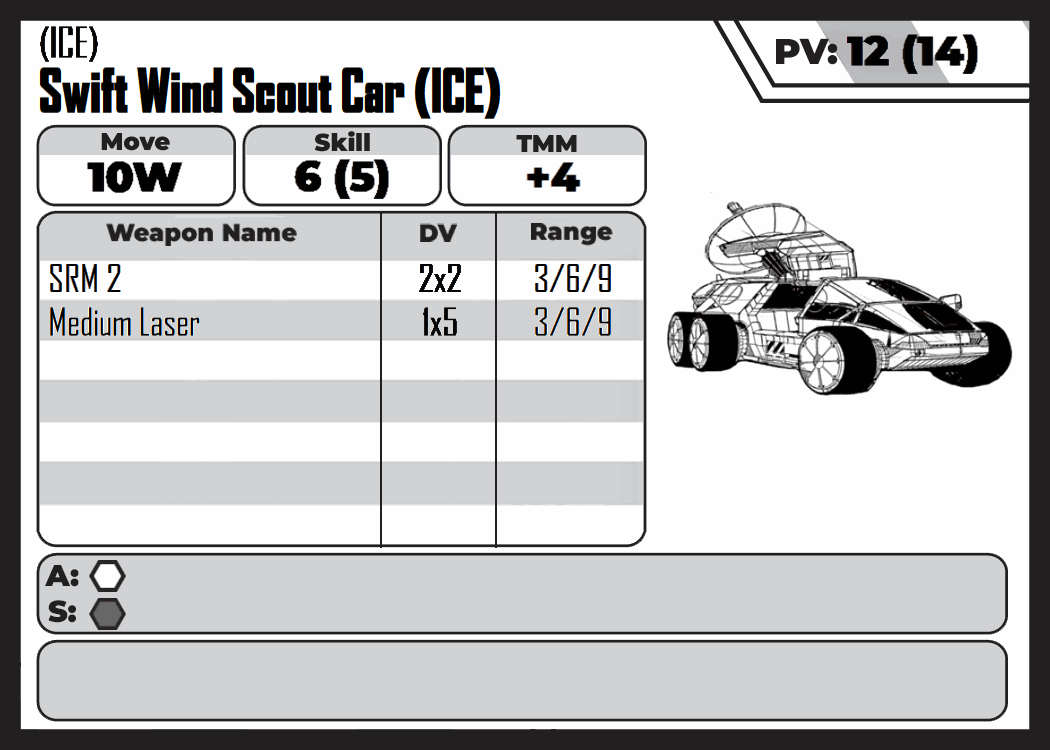 (ICE)
Swift Wind Scout Car (ICE)
PV: 12 (14)
Move
10W
Skill
6 (5)
TMM
+4
Weapon Name DV Range
SRM 2 2x2 3/6/9
Medium Laser 1x5 3/6/9
A:
S: